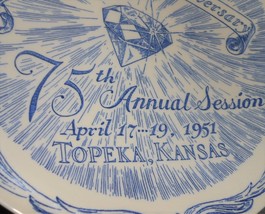 Anniversary
75th Annual Session
April 17-19, 1951
TOPEKA, KANSAS